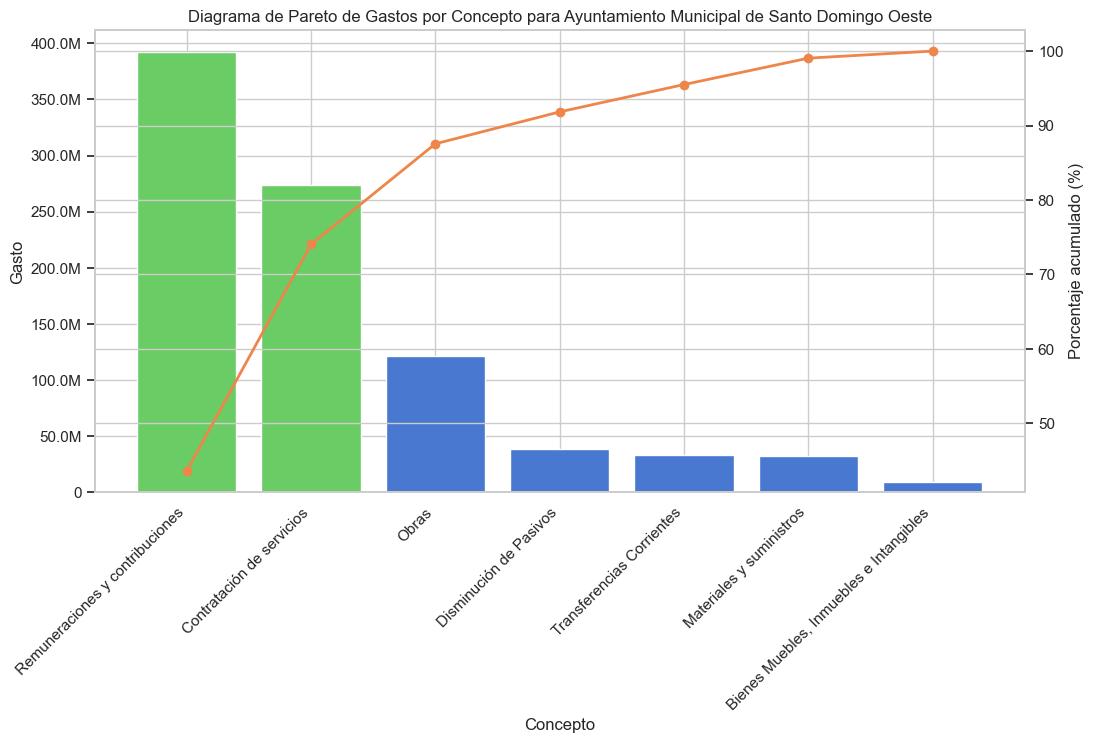 Diagrama de Pareto de Gastos por Concepto para Ayuntamiento Municipal de Santo Domingo Oeste
400.0M
350.0M
300.0M
250.0M
200.0M
150.0M
100.0M
50.0M
0
Gasto
100
90
80
70
60
50
Porcentaje acumulado (%)
Remuneraciones y contribuciones
Contratación de servicios
Obras
Disminución de Pasivos
Transferencias Corrientes
Materiales y suministros
Bienes Muebles, Inmuebles e Intangibles
Concepto